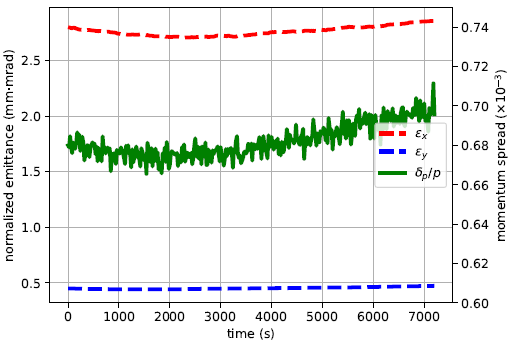 normalized emittance (mm·mrad)
2.5
2.0
1.5
1.0
0.5
0 1000 2000 3000 4000 5000 6000 7000
time (s)
0.74
0.72
0.70
0.68
0.66
0.64
0.62
0.60
momentum spread (×10⁻³)
εₓ
ε_y
δ_p/p